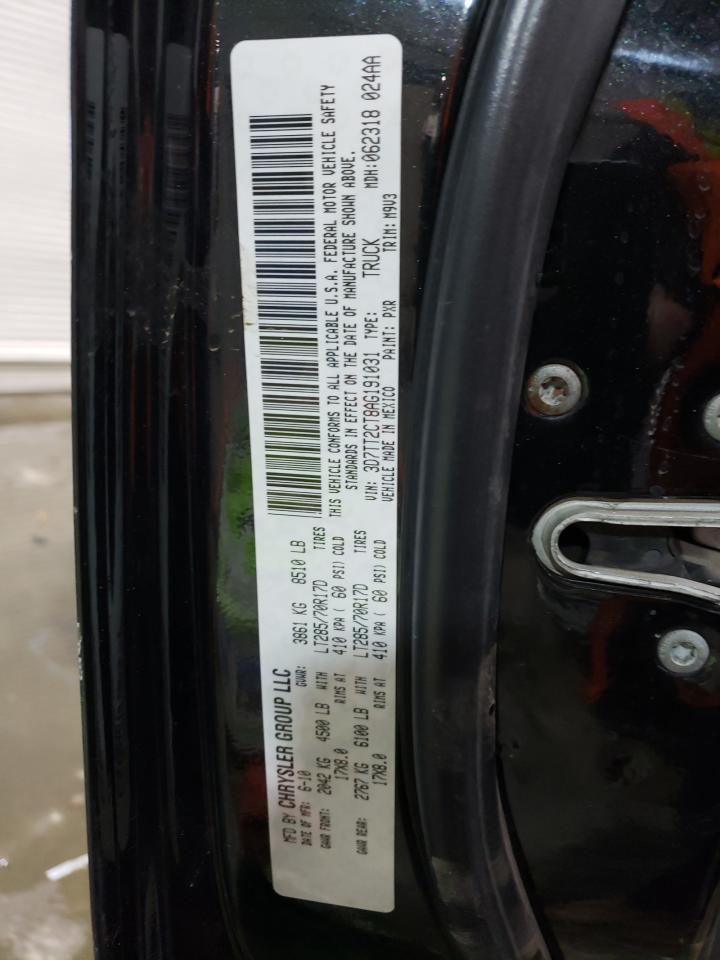 MFD BY CHRYSLER GROUP LLC
DATE OF MFR: 6-10 GVWR: 3861 KG 8510 LB
GAWR FRONT: 2042 KG 4500 LB WITH LT285/70R17D TIRES
17X8.0 RIMS AT 410 KPA ( 60 PSI) COLD
GAWR REAR: 2767 KG 6100 LB WITH LT285/70R17D TIRES
17X8.0 RIMS AT 410 KPA ( 60 PSI) COLD
THIS VEHICLE CONFORMS TO ALL APPLICABLE U.S.A. FEDERAL MOTOR VEHICLE SAFETY
STANDARDS IN EFFECT ON THE DATE OF MANUFACTURE SHOWN ABOVE.
VIN: 3D7TT2CT8AG191031 TYPE: TRUCK MDH:062318 024AA
VEHICLE MADE IN MEXICO PAINT: PXR TRIM: M9V3